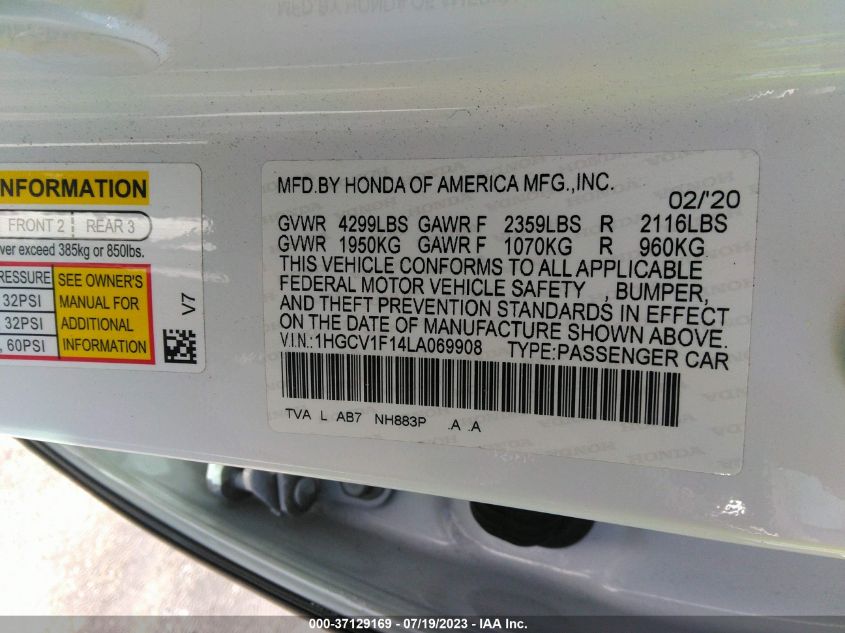 NFORMATION
FRONT 2 REAR 3
ver exceed 385kg or 850lbs.
RESSURE SEE OWNER'S
32PSI MANUAL FOR
32PSI ADDITIONAL
, 60PSI INFORMATION
V7
MFD.BY HONDA OF AMERICA MFG.,INC.
02/'20
GVWR 4299LBS GAWR F 2359LBS R 2116LBS
GVWR 1950KG GAWR F 1070KG R 960KG
THIS VEHICLE CONFORMS TO ALL APPLICABLE
FEDERAL MOTOR VEHICLE SAFETY , BUMPER,
AND THEFT PREVENTION STANDARDS IN EFFECT
ON THE DATE OF MANUFACTURE SHOWN ABOVE.
V.I.N.:1HGCV1F14LA069908 TYPE:PASSENGER CAR
TVA L AB7 NH883P .A .A
000-37129169 - 07/19/2023 - IAA Inc.